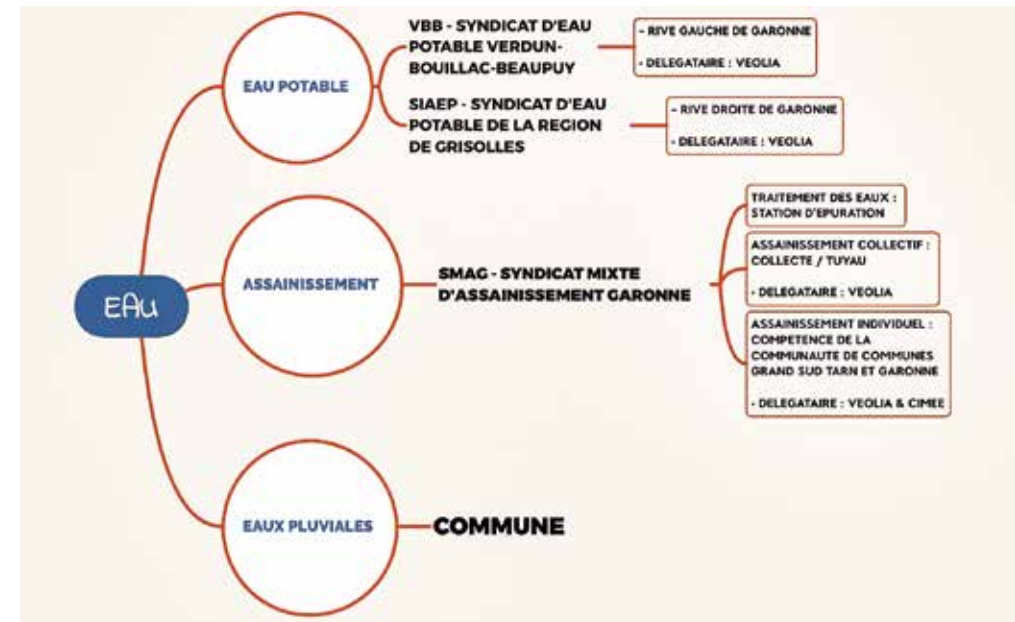 EAU
EAU POTABLE
VBB - SYNDICAT D'EAU
POTABLE VERDUN-
BOUILLAC-BEAUPUY
- RIVE GAUCHE DE GARONNE
- DELEGATAIRE : VEOLIA
SIAEP - SYNDICAT D'EAU
POTABLE DE LA REGION
DE GRISOLLES
- RIVE DROITE DE GARONNE
- DELEGATAIRE : VEOLIA
ASSAINISSEMENT
SMAG - SYNDICAT MIXTE
D'ASSAINISSEMENT GARONNE
TRAITEMENT DES EAUX :
STATION D'EPURATION
ASSAINISSEMENT COLLECTIF :
COLLECTE / TUYAU
- DELEGATAIRE : VEOLIA
ASSAINISSEMENT INDIVIDUEL :
COMPETENCE DE LA
COMMUNAUTE DE COMMUNES
GRAND SUD TARN ET GARONNE
- DELEGATAIRE : VEOLIA & CIMEE
EAUX PLUVIALES
COMMUNE